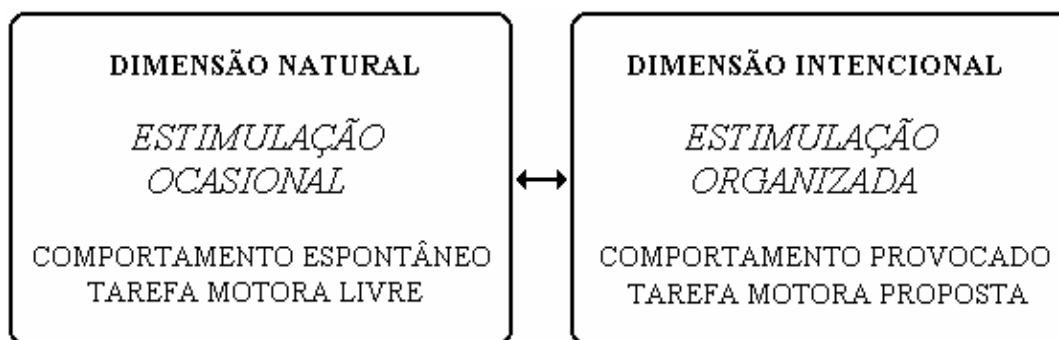 DIMENSÃO NATURAL
ESTIMULAÇÃO
OCASIONAL
COMPORTAMENTO ESPONTÂNEO
TAREFA MOTORA LIVRE
DIMENSÃO INTENCIONAL
ESTIMULAÇÃO
ORGANIZADA
COMPORTAMENTO PROVOCADO
TAREFA MOTORA PROPOSTA